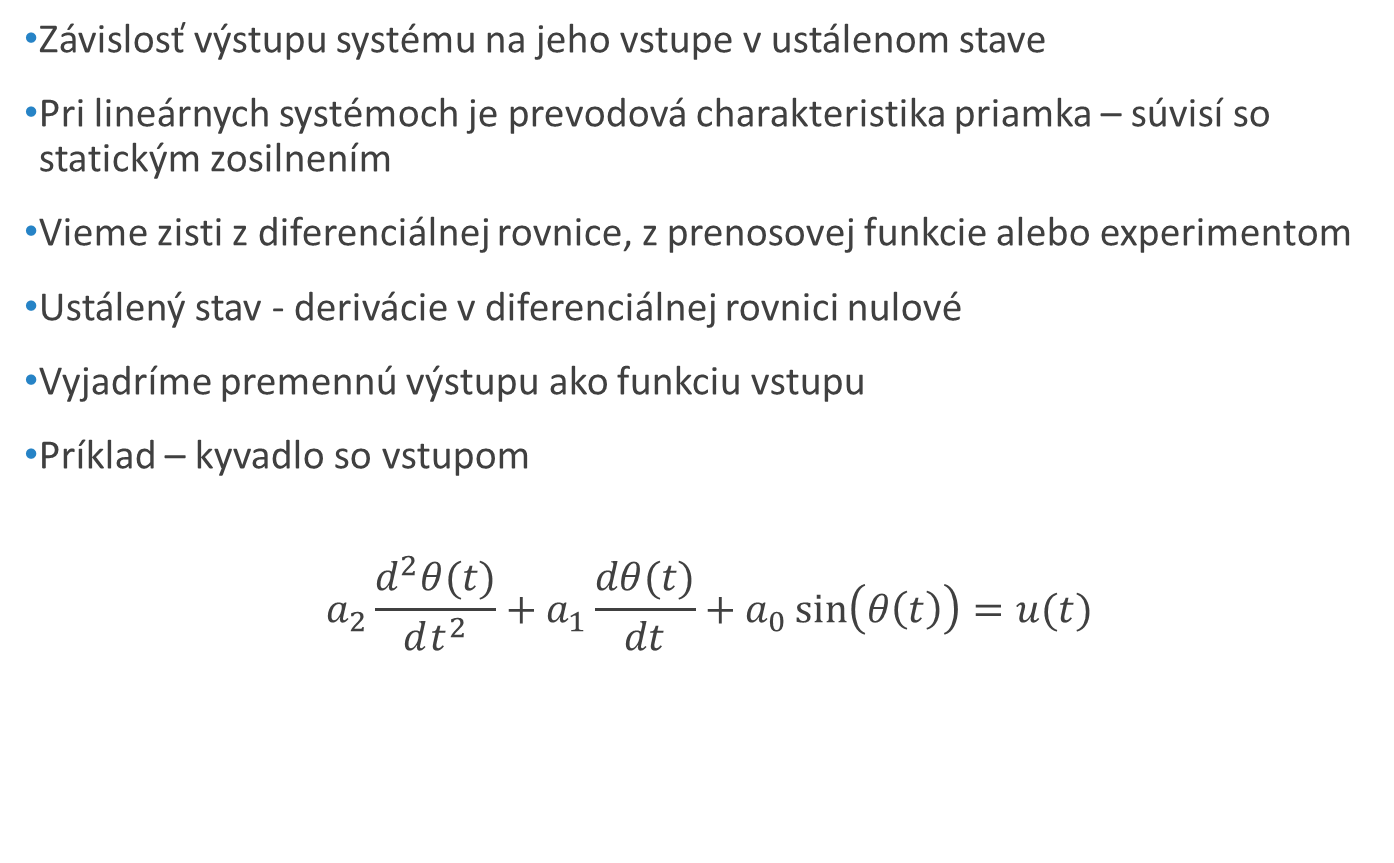 •Závislosť výstupu systému na jeho vstupe v ustálenom stave
•Pri lineárnych systémoch je prevodová charakteristika priamka – súvisí so
statickým zosilnením
•Vieme zisti z diferenciálnej rovnice, z prenosovej funkcie alebo experimentom
•Ustálený stav - derivácie v diferenciálnej rovnici nulové
•Vyjadríme premennú výstupu ako funkciu vstupu
•Príklad – kyvadlo so vstupom
a₂ d²θ(t)/dt² + a₁ dθ(t)/dt + a₀ sin(θ(t)) = u(t)